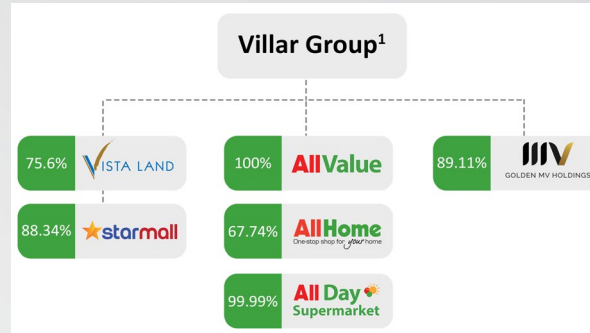 Villar Group¹
75.6%
VISTA LAND
88.34%
starmall
100%
AllValue
67.74%
AllHome
One-stop shop for your home
99.99%
All Day
Supermarket
89.11%
MV
GOLDEN MV HOLDINGS